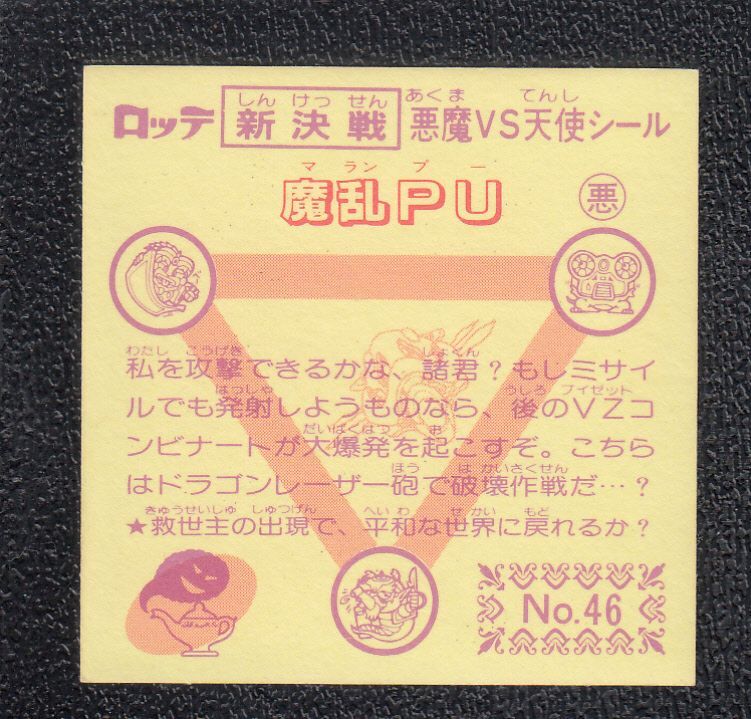 ロッテ 新決戦 悪魔VS天使シール
しん けっ せん あくま てんし
マ ラン プ ー
魔乱PU 悪
わたし こうげき しょくん
私を攻撃できるかな、諸君？もしミサイ
はっしゃ うしろ ブイゼット
ルでも発射しようものなら、後のVZコ
だいばくはつ お
ンビナートが大爆発を起こすぞ。こちら
ほう は かいさくせん
はドラゴンレーザー砲で破壊作戦だ…？
きゅうせいしゅ しゅつげん へいわ せ かい もど
★救世主の出現で、平和な世界に戻れるか？
No.46